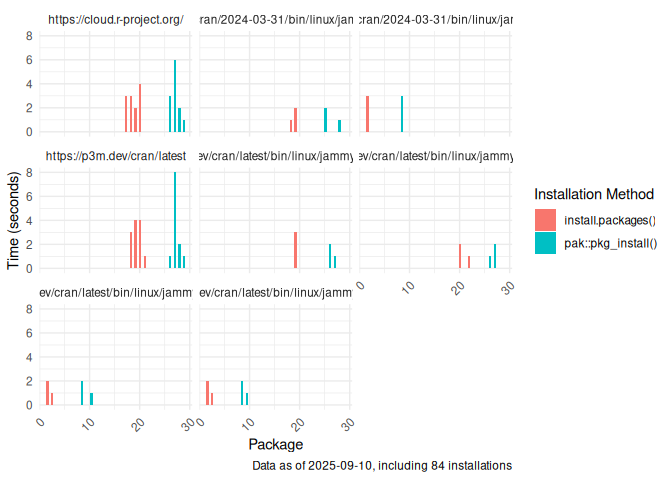 https://cloud.r-project.org/
cran/2024-03-31/bin/linux/jamm
cran/2024-03-31/bin/linux/jam
8
6
4
2
0
https://p3m.dev/cran/latest
ev/cran/latest/bin/linux/jammy
ev/cran/latest/bin/linux/jammy
8
6
4
2
0
0
10
20
30
ev/cran/latest/bin/linux/jammy
ev/cran/latest/bin/linux/jammy
8
6
4
2
0
0
10
20
30
0
10
20
30
Time (seconds)
Package
Installation Method
install.packages()
pak::pkg_install()
Data as of 2025-09-10, including 84 installations